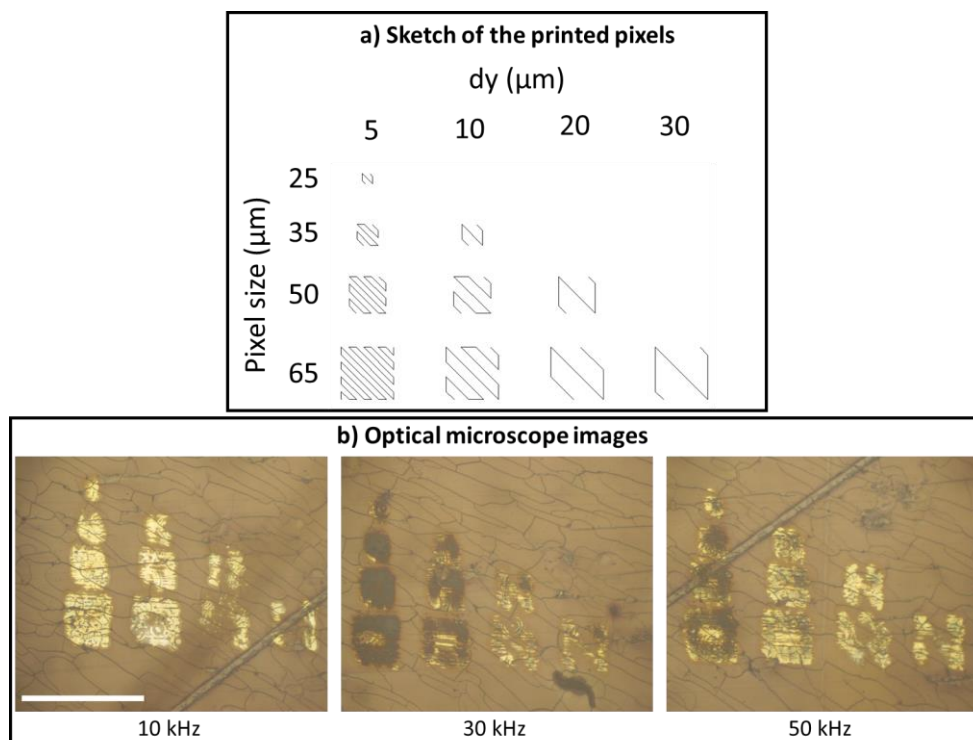 a) Sketch of the printed pixels
dy (µm)
5 10 20 30
Pixel size (µm)
25
35
50
65
b) Optical microscope images
10 kHz 30 kHz 50 kHz